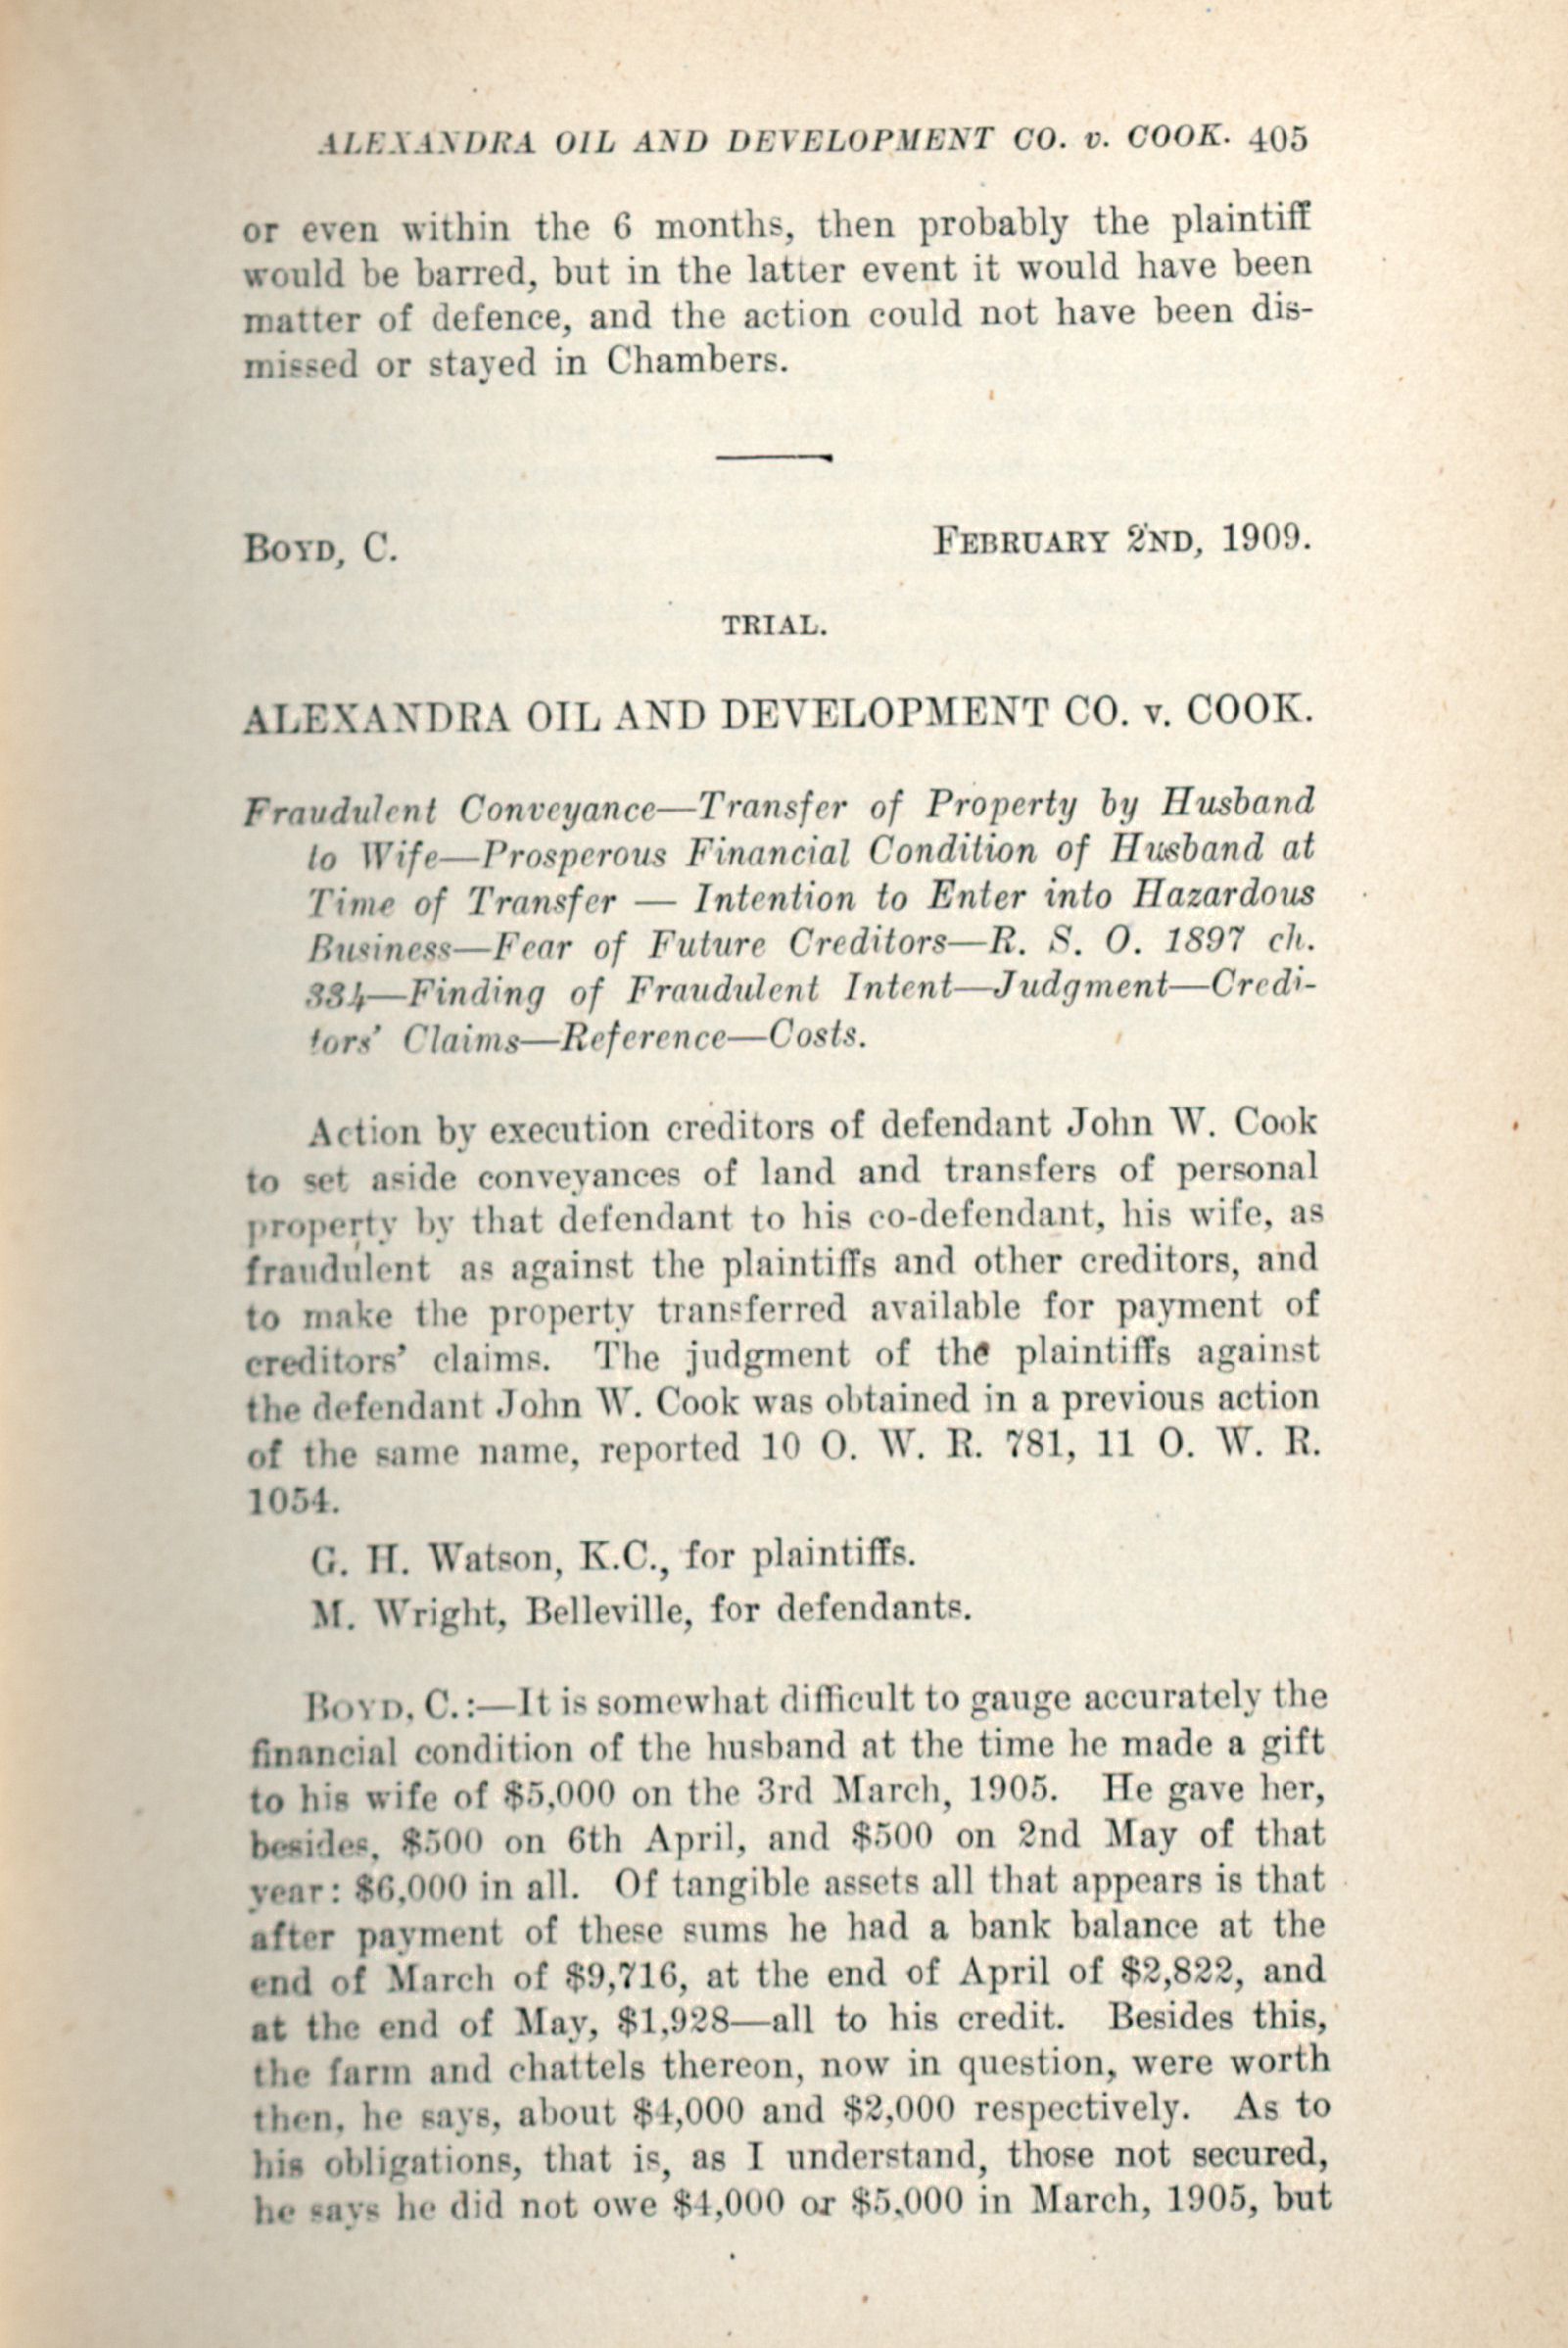 ALEXANDRA OIL AND DEVELOPMENT CO. v. COOK. 405
or even within the 6 months, then probably the plaintiff
would be barred, but in the latter event it would have been
matter of defence, and the action could not have been dis-
missed or stayed in Chambers.
BOYD, C.
FEBRUARY 2ND, 1909.
TRIAL.
ALEXANDRA OIL AND DEVELOPMENT CO. v. COOK.
Fraudulent Conveyance—Transfer of Property by Husband
to Wife—Prosperous Financial Condition of Husband at
Time of Transfer — Intention to Enter into Hazardous
Business—Fear of Future Creditors—R. S. O. 1897 ch.
334—Finding of Fraudulent Intent—Judgment—Credi-
tors' Claims—Reference—Costs.
Action by execution creditors of defendant John W. Cook
to set aside conveyances of land and transfers of personal
property by that defendant to his co-defendant, his wife, as
fraudulent as against the plaintiffs and other creditors, and
to make the property transferred available for payment of
creditors' claims. The judgment of the plaintiffs against
the defendant John W. Cook was obtained in a previous action
of the same name, reported 10 O. W. R. 781, 11 O. W. R.
1054.
G. H. Watson, K.C., for plaintiffs.
M. Wright, Belleville, for defendants.
BOYD, C.:—It is somewhat difficult to gauge accurately the
financial condition of the husband at the time he made a gift
to his wife of $5,000 on the 3rd March, 1905. He gave her,
besides, $500 on 6th April, and $500 on 2nd May of that
year: $6,000 in all. Of tangible assets all that appears is that
after payment of these sums he had a bank balance at the
end of March of $9,716, at the end of April of $2,822, and
at the end of May, $1,928—all to his credit. Besides this,
the farm and chattels thereon, now in question, were worth
then, he says, about $4,000 and $2,000 respectively. As to
his obligations, that is, as I understand, those not secured,
he says he did not owe $4,000 or $5,000 in March, 1905, but